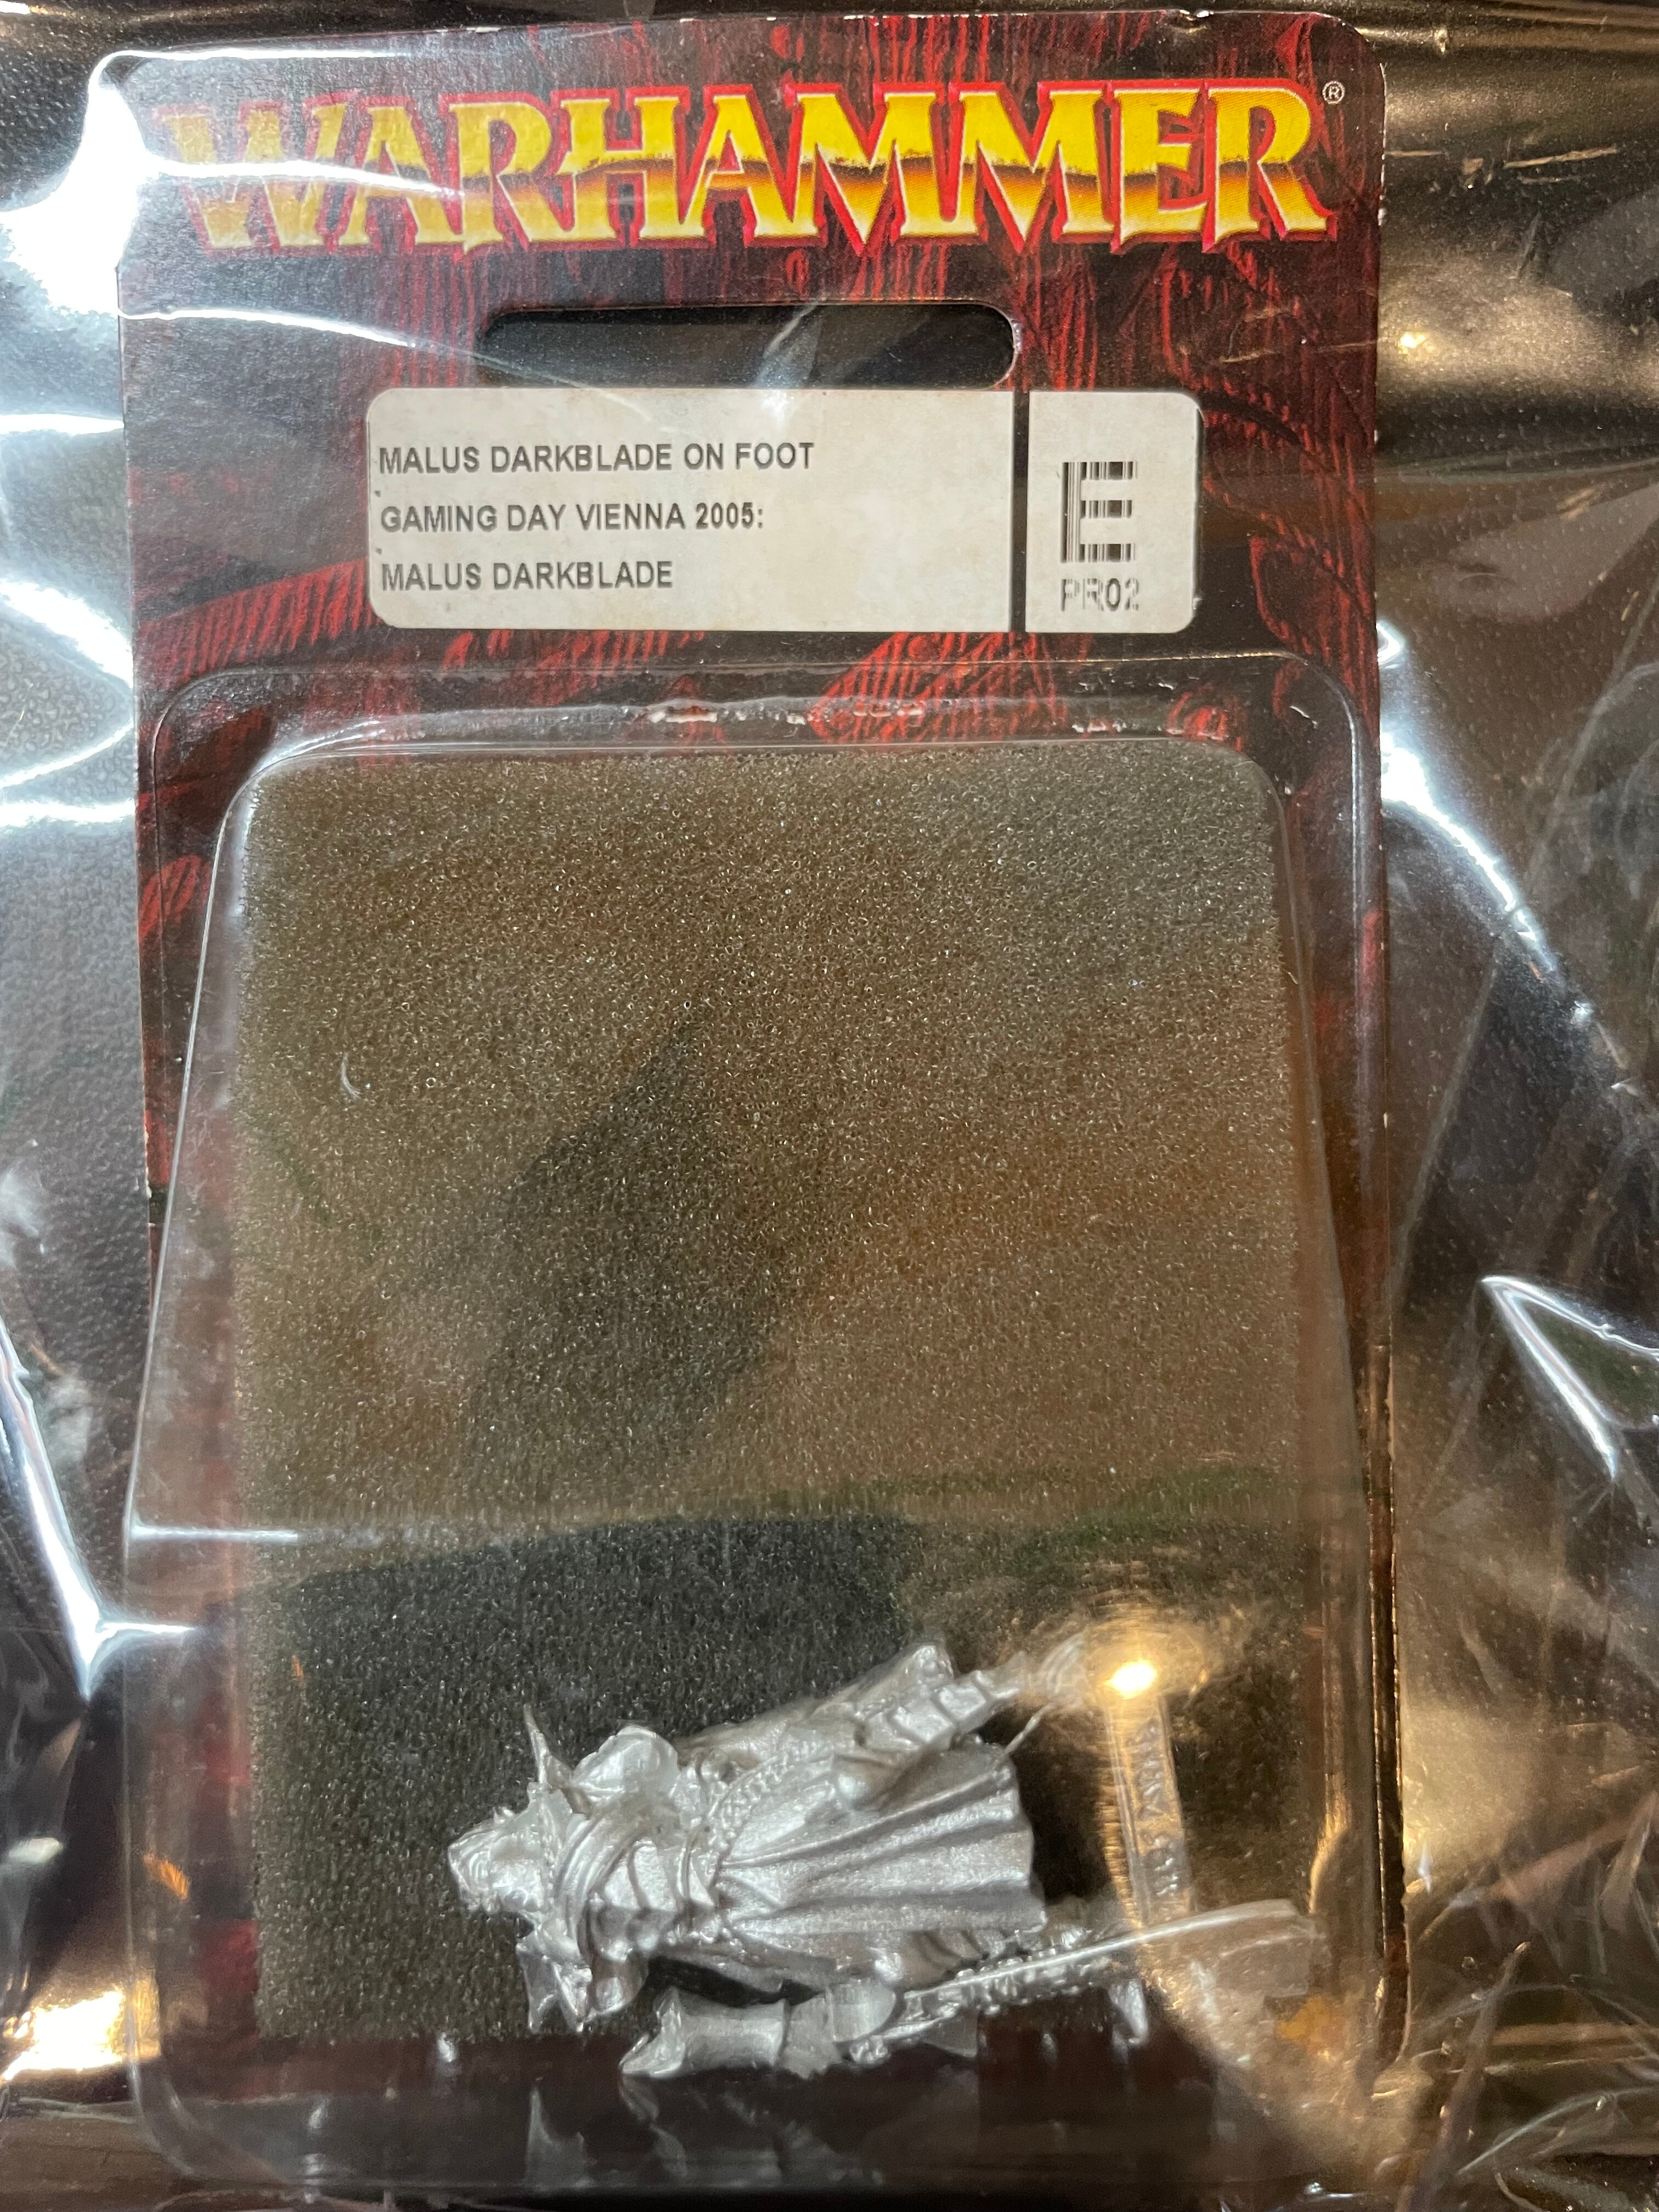 WARHAMMER®
MALUS DARKBLADE ON FOOT
GAMING DAY VIENNA 2005:
MALUS DARKBLADE
E
PR02